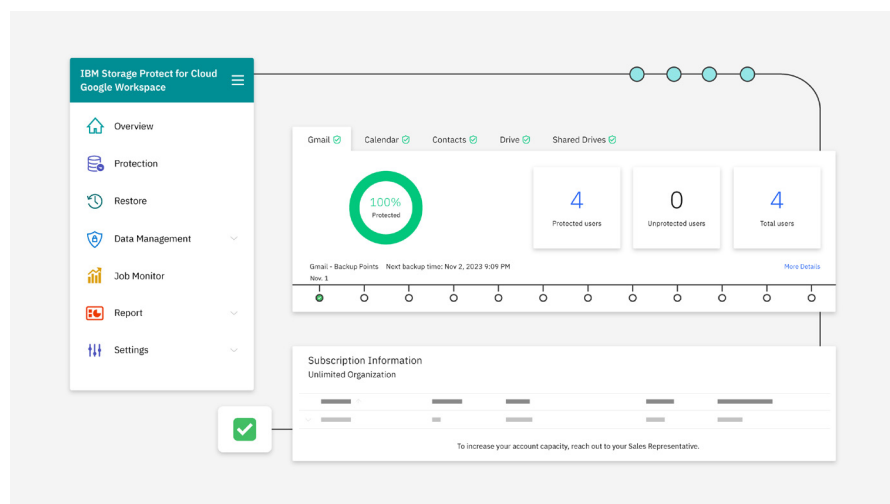 IBM Storage Protect for Cloud
Google Workspace
Overview
Protection
Restore
Data Management
Job Monitor
Report
Settings
Gmail Calendar Contacts Drive Shared Drives
100%
Protected
4
Protected users
0
Unprotected users
4
Total users
Gmail - Backup Points Next backup time: Nov 2, 2023 9:09 PM More Details
Nov. 1
Subscription Information
Unlimited Organization
To increase your account capacity, reach out to your Sales Representative.